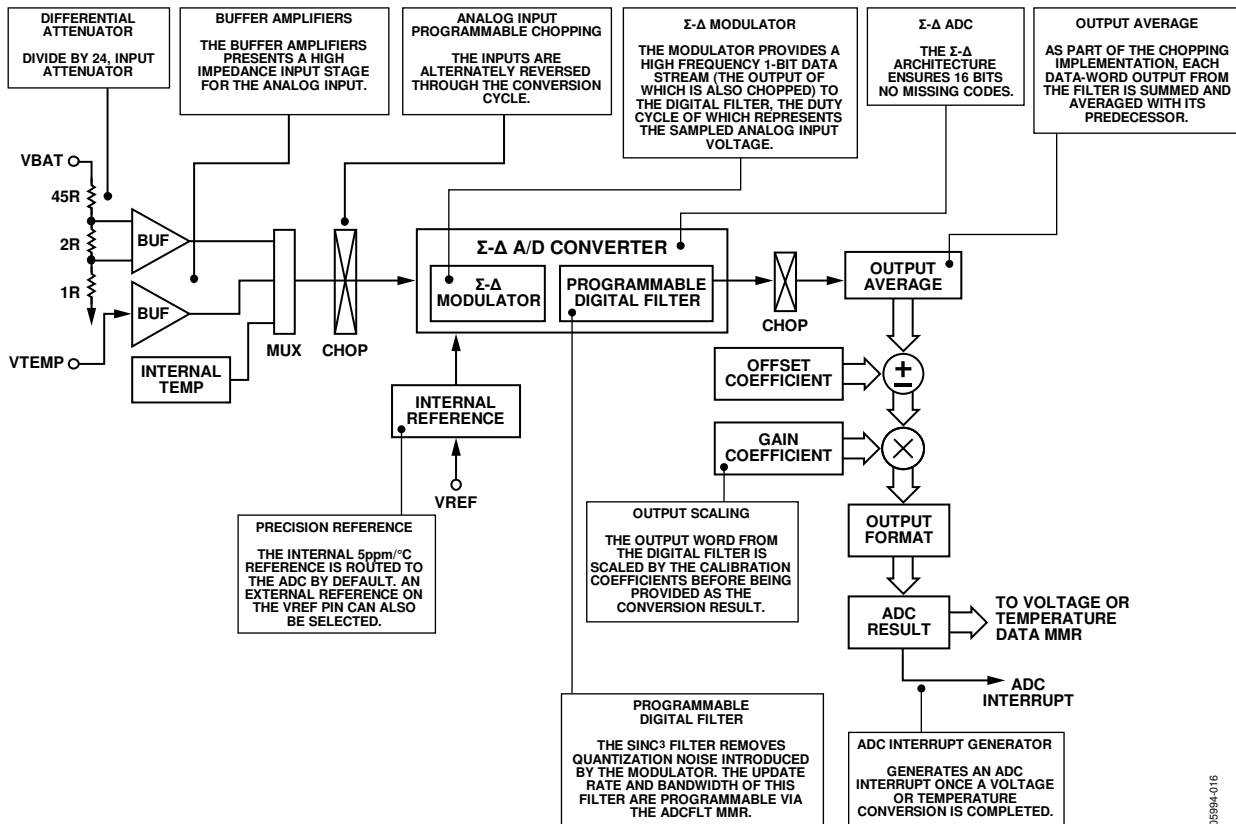 DIFFERENTIAL
ATTENUATOR
DIVIDE BY 24, INPUT
ATTENUATOR
BUFFER AMPLIFIERS
THE BUFFER AMPLIFIERS
PRESENTS A HIGH
IMPEDANCE INPUT STAGE
FOR THE ANALOG INPUT.
ANALOG INPUT
PROGRAMMABLE CHOPPING
THE INPUTS ARE
ALTERNATELY REVERSED
THROUGH THE CONVERSION
CYCLE.
Σ-Δ MODULATOR
THE MODULATOR PROVIDES A
HIGH FREQUENCY 1-BIT DATA
STREAM (THE OUTPUT OF
WHICH IS ALSO CHOPPED) TO
THE DIGITAL FILTER, THE DUTY
CYCLE OF WHICH REPRESENTS
THE SAMPLED ANALOG INPUT
VOLTAGE.
Σ-Δ ADC
THE Σ-Δ
ARCHITECTURE
ENSURES 16 BITS
NO MISSING CODES.
OUTPUT AVERAGE
AS PART OF THE CHOPPING
IMPLEMENTATION, EACH
DATA-WORD OUTPUT FROM
THE FILTER IS SUMMED AND
AVERAGED WITH ITS
PREDECESSOR.
VBAT
45R
2R
1R
BUF
BUF
VTEMP
INTERNAL
TEMP
MUX
CHOP
Σ-Δ A/D CONVERTER
Σ-Δ
MODULATOR
PROGRAMMABLE
DIGITAL FILTER
CHOP
OUTPUT
AVERAGE
INTERNAL
REFERENCE
VREF
OFFSET
COEFFICIENT
±
GAIN
COEFFICIENT
×
OUTPUT
FORMAT
ADC
RESULT
TO VOLTAGE OR
TEMPERATURE
DATA MMR
ADC
INTERRUPT
PRECISION REFERENCE
THE INTERNAL 5ppm/°C
REFERENCE IS ROUTED TO
THE ADC BY DEFAULT. AN
EXTERNAL REFERENCE ON
THE VREF PIN CAN ALSO
BE SELECTED.
OUTPUT SCALING
THE OUTPUT WORD FROM
THE DIGITAL FILTER IS
SCALED BY THE CALIBRATION
COEFFICIENTS BEFORE BEING
PROVIDED AS THE
CONVERSION RESULT.
PROGRAMMABLE
DIGITAL FILTER
THE SINC³ FILTER REMOVES
QUANTIZATION NOISE INTRODUCED
BY THE MODULATOR. THE UPDATE
RATE AND BANDWIDTH OF THIS
FILTER ARE PROGRAMMABLE VIA
THE ADCFLT MMR.
ADC INTERRUPT GENERATOR
GENERATES AN ADC
INTERRUPT ONCE A VOLTAGE
OR TEMPERATURE
CONVERSION IS COMPLETED.
05994-016